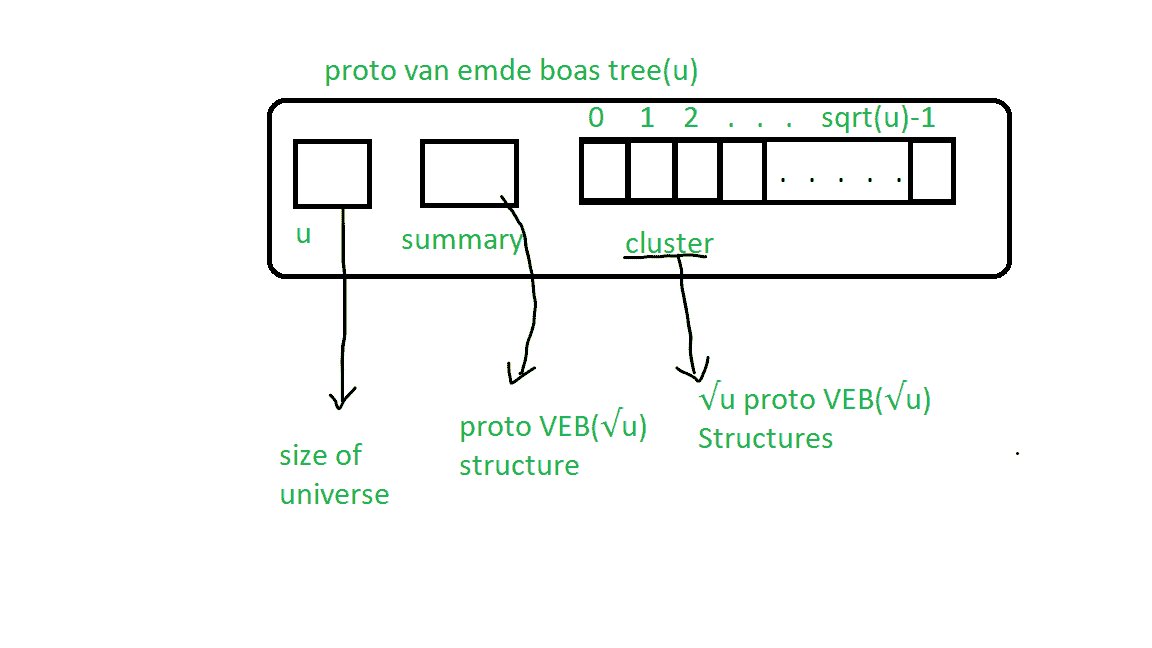 proto van emde boas tree(u)
0 1 2 . . . sqrt(u)-1
. . . . .
u
summary
cluster
√u proto VEB(√u)
Structures
proto VEB(√u)
structure
size of
universe